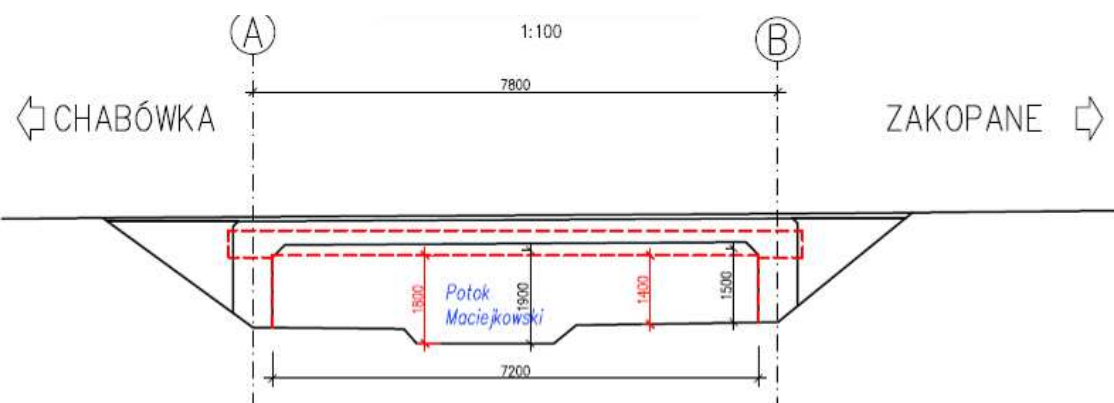 A
1:100
B
7800
CHABÓWKA
ZAKOPANE
1800
Potok
Maciejkowski
1900
1400
1500
7200